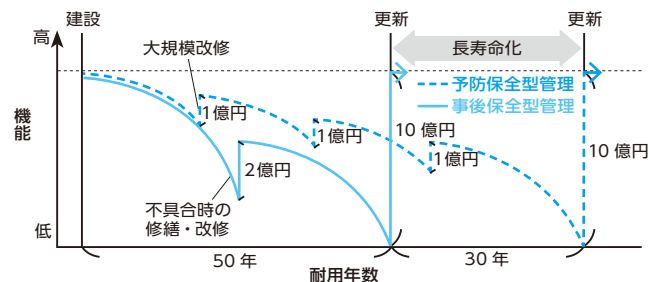 建設
更新
更新
高
長寿命化
大規模改修
予防保全型管理
事後保全型管理
機能
1億円
1億円
10 億円
1億円
10 億円
2億円
不具合時の
修繕・改修
低
50 年
30 年
耐用年数